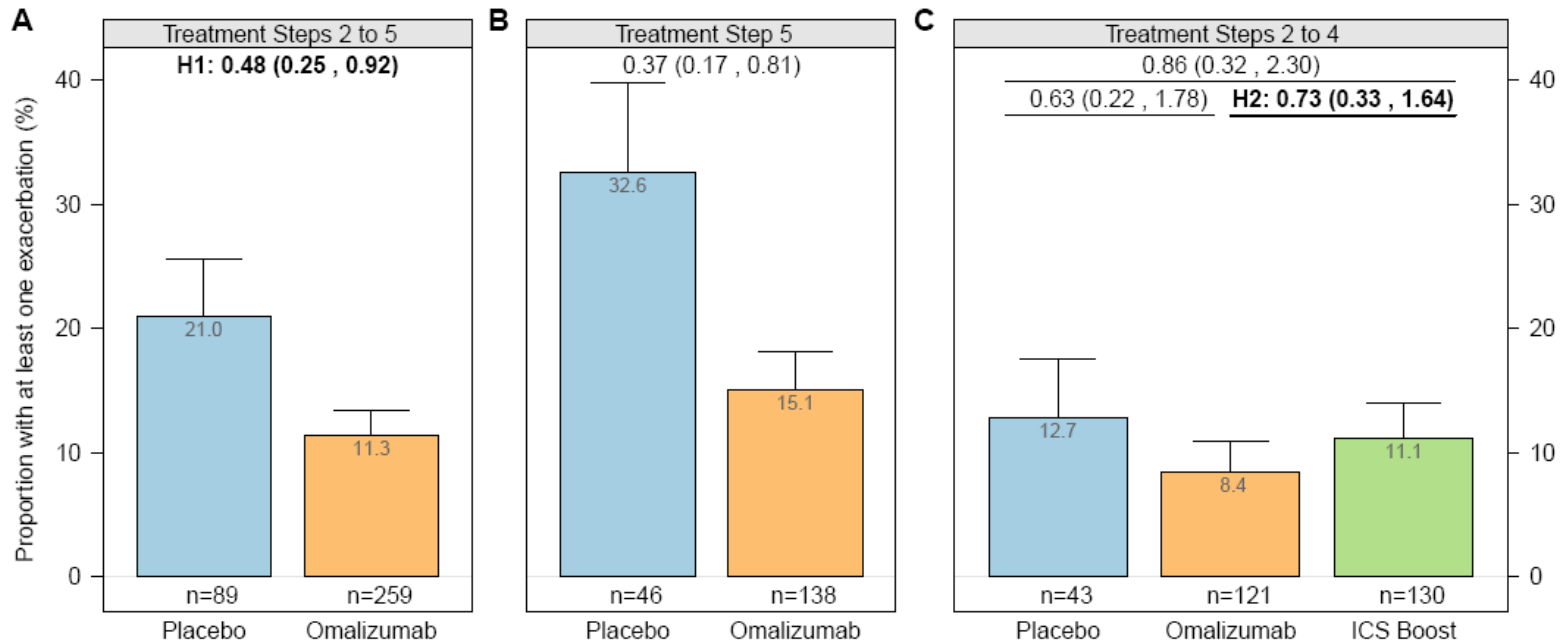 A
Treatment Steps 2 to 5
H1: 0.48 (0.25 , 0.92)
Proportion with at least one exacerbation (%)
40
30
20
10
0
21.0
11.3
n=89
n=259
Placebo
Omalizumab
B
Treatment Step 5
0.37 (0.17 , 0.81)
32.6
15.1
n=46
n=138
Placebo
Omalizumab
C
Treatment Steps 2 to 4
0.86 (0.32 , 2.30)
0.63 (0.22 , 1.78)
H2: 0.73 (0.33 , 1.64)
12.7
8.4
11.1
n=43
n=121
n=130
Placebo
Omalizumab
ICS Boost
40
30
20
10
0